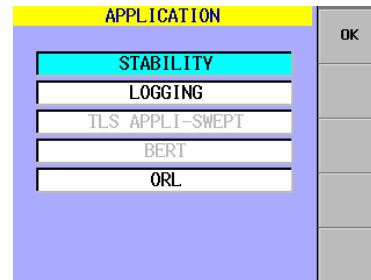 APPLICATION
OK
STABILITY
LOGGING
TLS APPLI-SWEPT
BERT
ORL